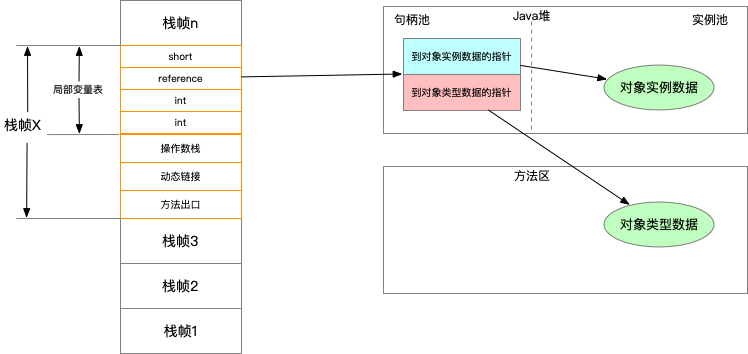 栈帧n
short
reference
int
int
局部变量表
栈帧X
操作数栈
动态链接
方法出口
栈帧3
栈帧2
栈帧1
句柄池
Java堆
实例池
到对象实例数据的指针
到对象类型数据的指针
对象实例数据
方法区
对象类型数据